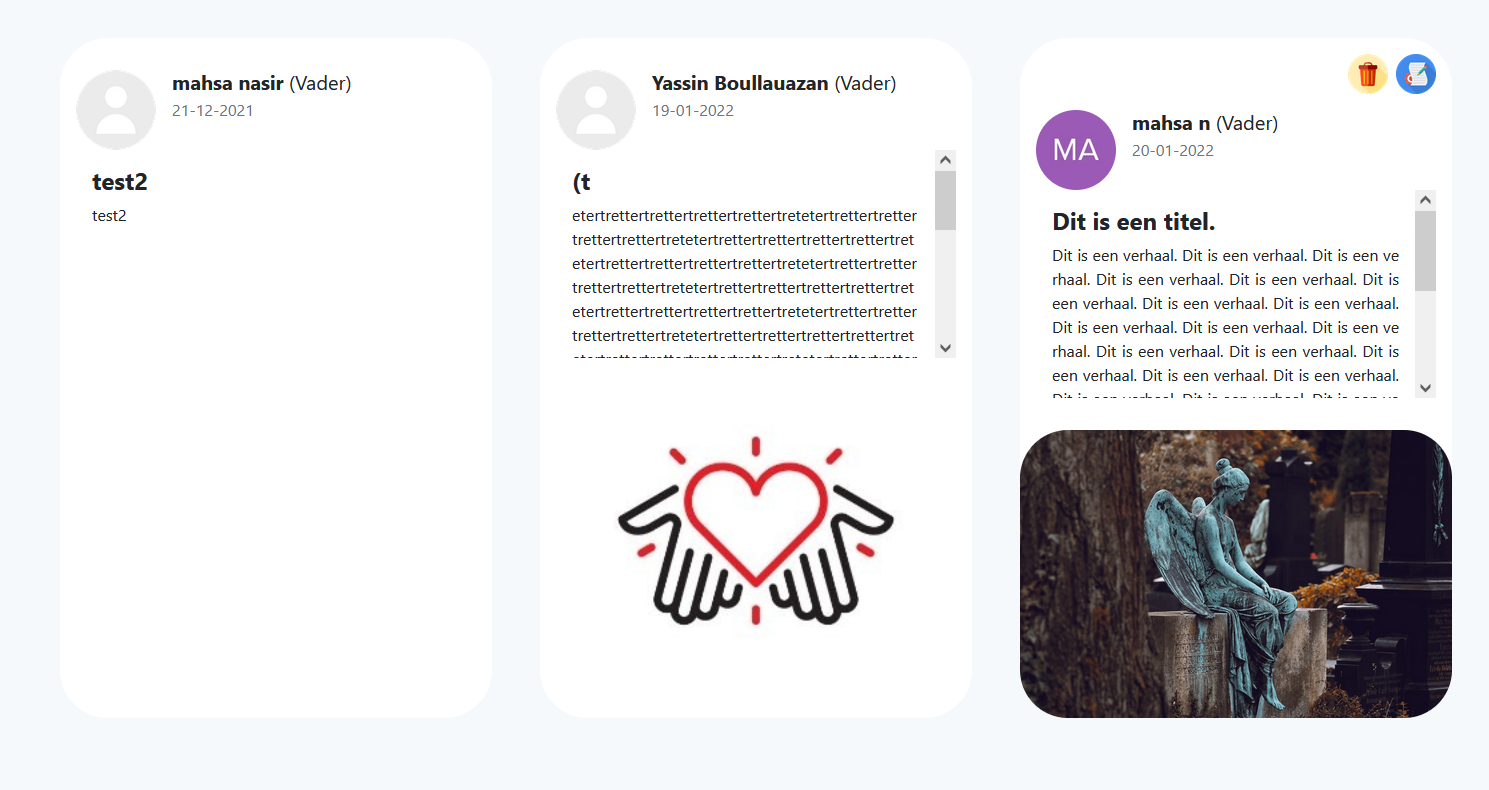 mahsa nasir (Vader)
21-12-2021
test2
test2
Yassin Boullauazan (Vader)
19-01-2022
(t
etertrettertrettertrettertrettertretetertrettertretter
trettertrettertretetertrettertrettertrettertrettertret
etertrettertrettertrettertrettertretetertrettertretter
trettertrettertretetertrettertrettertrettertrettertret
etertrettertrettertrettertrettertretetertrettertretter
trettertrettertretetertrettertrettertrettertrettertret
MA
mahsa n (Vader)
20-01-2022
Dit is een titel.
Dit is een verhaal. Dit is een verhaal. Dit is een ve
rhaal. Dit is een verhaal. Dit is een verhaal. Dit is
een verhaal. Dit is een verhaal. Dit is een verhaal.
Dit is een verhaal. Dit is een verhaal. Dit is een ve
rhaal. Dit is een verhaal. Dit is een verhaal. Dit is
een verhaal. Dit is een verhaal. Dit is een verhaal.